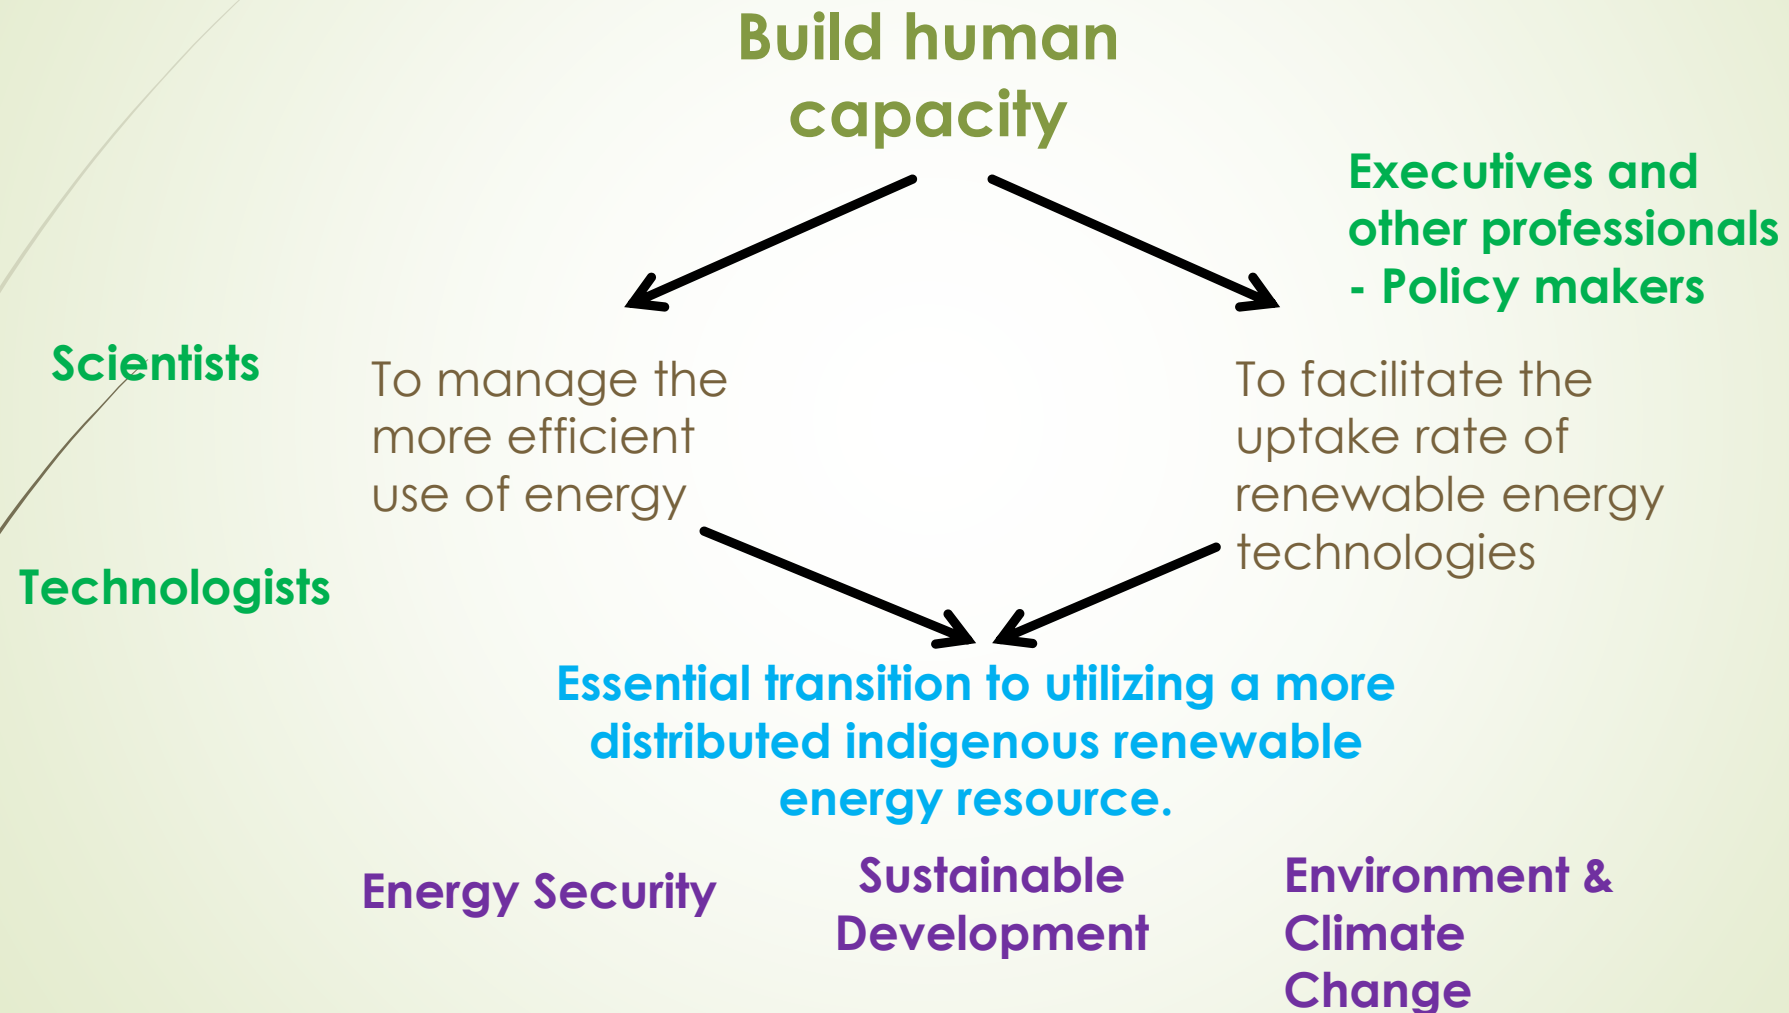 Build human
capacity
Executives and
other professionals
- Policy makers
Scientists
To manage the
more efficient
use of energy
To facilitate the
uptake rate of
renewable energy
technologies
Technologists
Essential transition to utilizing a more
distributed indigenous renewable
energy resource.
Energy Security
Sustainable
Development
Environment &
Climate
Change